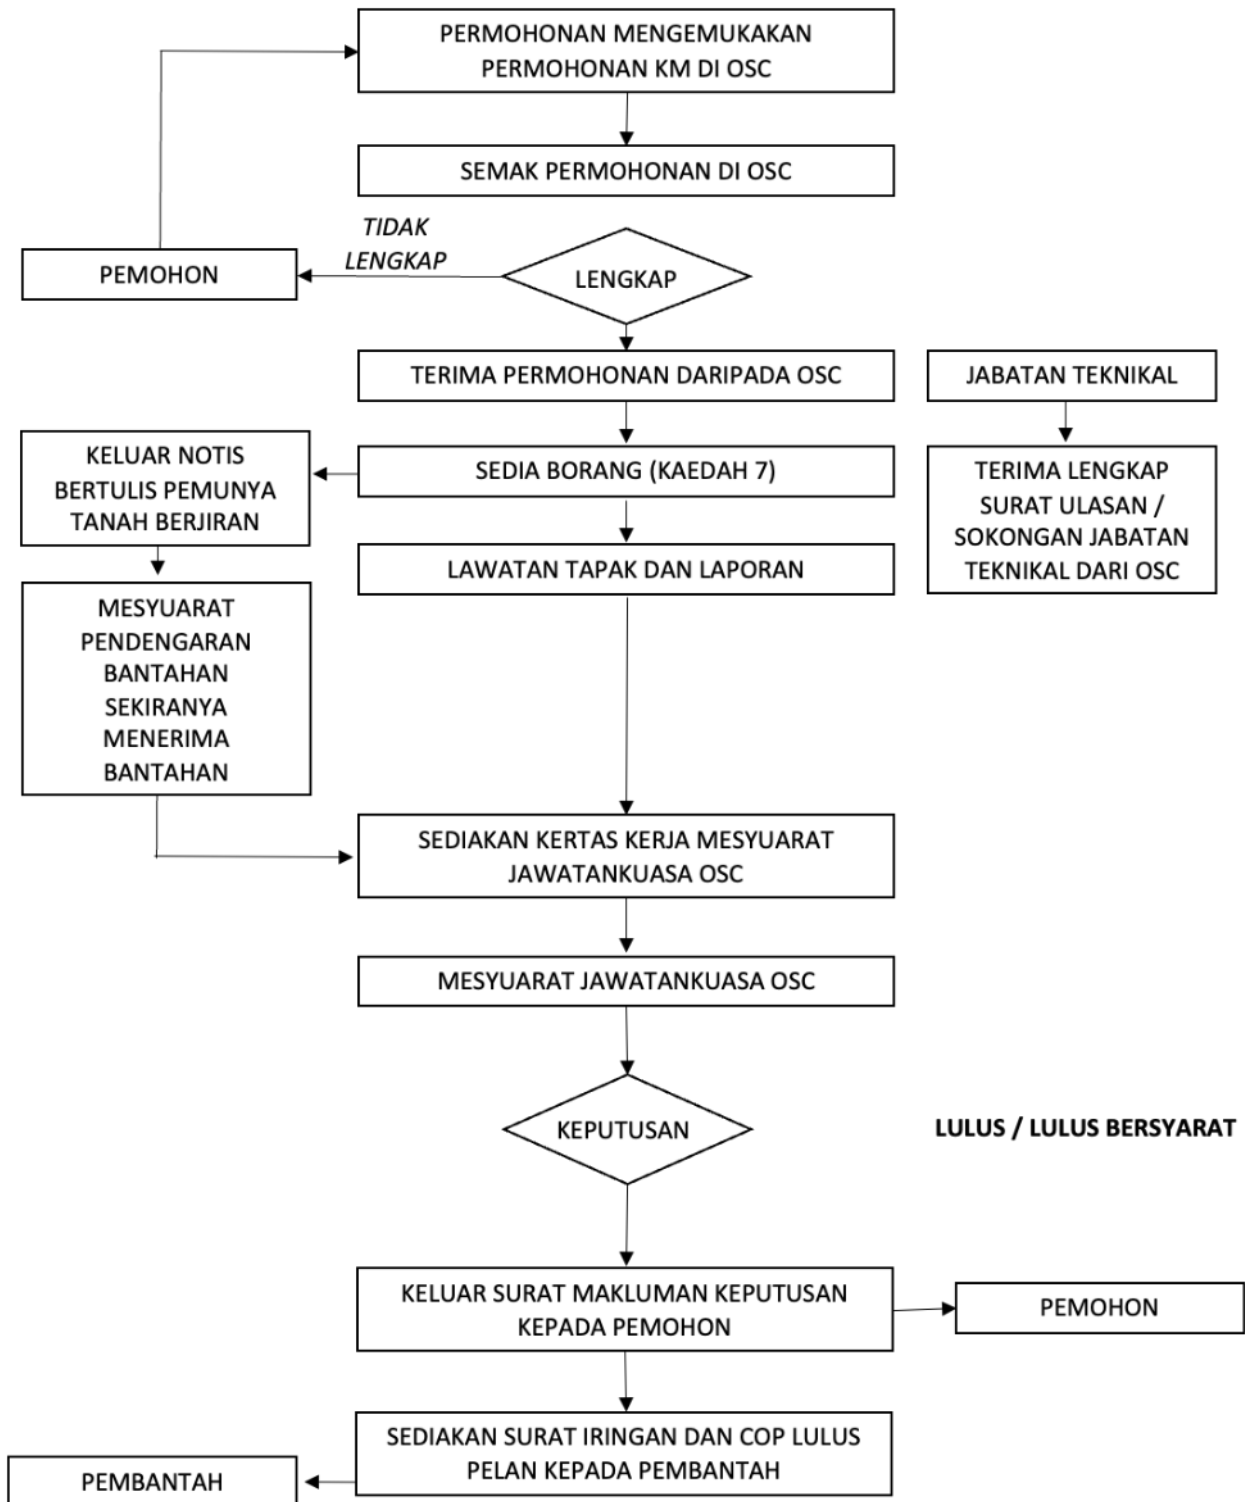 PERMOHONAN MENGEMUKAKAN
PERMOHONAN KM DI OSC
SEMAK PERMOHONAN DI OSC
TIDAK
LENGKAP
PEMOHON
LENGKAP
TERIMA PERMOHONAN DARIPADA OSC
JABATAN TEKNIKAL
KELUAR NOTIS
BERTULIS PEMUNYA
TANAH BERJIRAN
SEDIA BORANG (KAEDAH 7)
TERIMA LENGKAP
SURAT ULASAN /
SOKONGAN JABATAN
TEKNIKAL DARI OSC
LAWATAN TAPAK DAN LAPORAN
MESYUARAT
PENDENGARAN
BANTAHAN
SEKIRANYA
MENERIMA
BANTAHAN
SEDIAKAN KERTAS KERJA MESYUARAT
JAWATANKUASA OSC
MESYUARAT JAWATANKUASA OSC
KEPUTUSAN
LULUS / LULUS BERSYARAT
KELUAR SURAT MAKLUMAN KEPUTUSAN
KEPADA PEMOHON
PEMOHON
SEDIAKAN SURAT IRINGAN DAN COP LULUS
PELAN KEPADA PEMBANTAH
PEMBANTAH